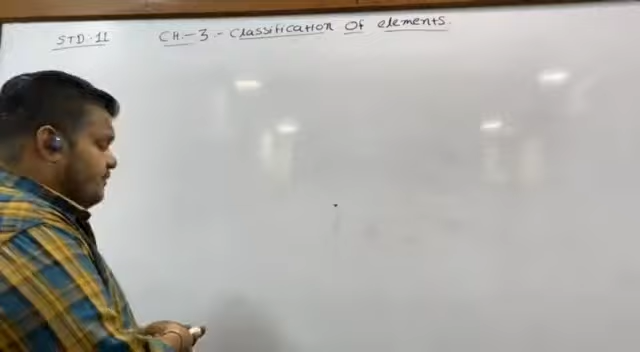 STD.11 CH.-3.- Classification Of elements.